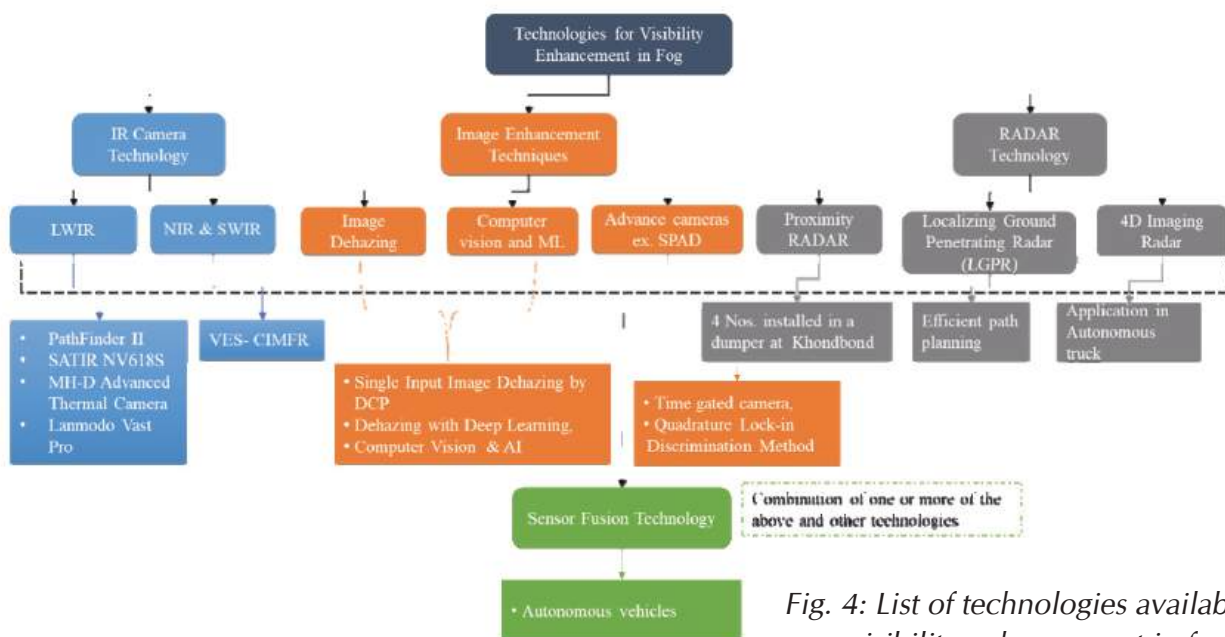 Technologies for Visibility
Enhancement in Fog
IR Camera
Technology
Image Enhancement
Techniques
RADAR
Technology
LWIR
NIR & SWIR
Image
Dehazing
Computer
vision and ML
Advance cameras
ex. SPAD
Proximity
RADAR
Localizing Ground
Penetrating Radar
(LGPR)
4D Imaging
Radar
• PathFinder II
• SATIR NV618S
• MH-D Advanced
Thermal Camera
• Lanmodo Vast
Pro
VES- CIMFR
• Single Input Image Dehazing by
DCP
• Dehazing with Deep Learning,
• Computer Vision & AI
• Time gated camera,
• Quadrature Lock-in
Discrimination Method
4 Nos. installed in a
dumper at Khondbond
Efficient path
planning
Application in
Autonomous
truck
Sensor Fusion Technology
Combination of one or more of the
above and other technologies
• Autonomous vehicles
Fig. 4: List of technologies